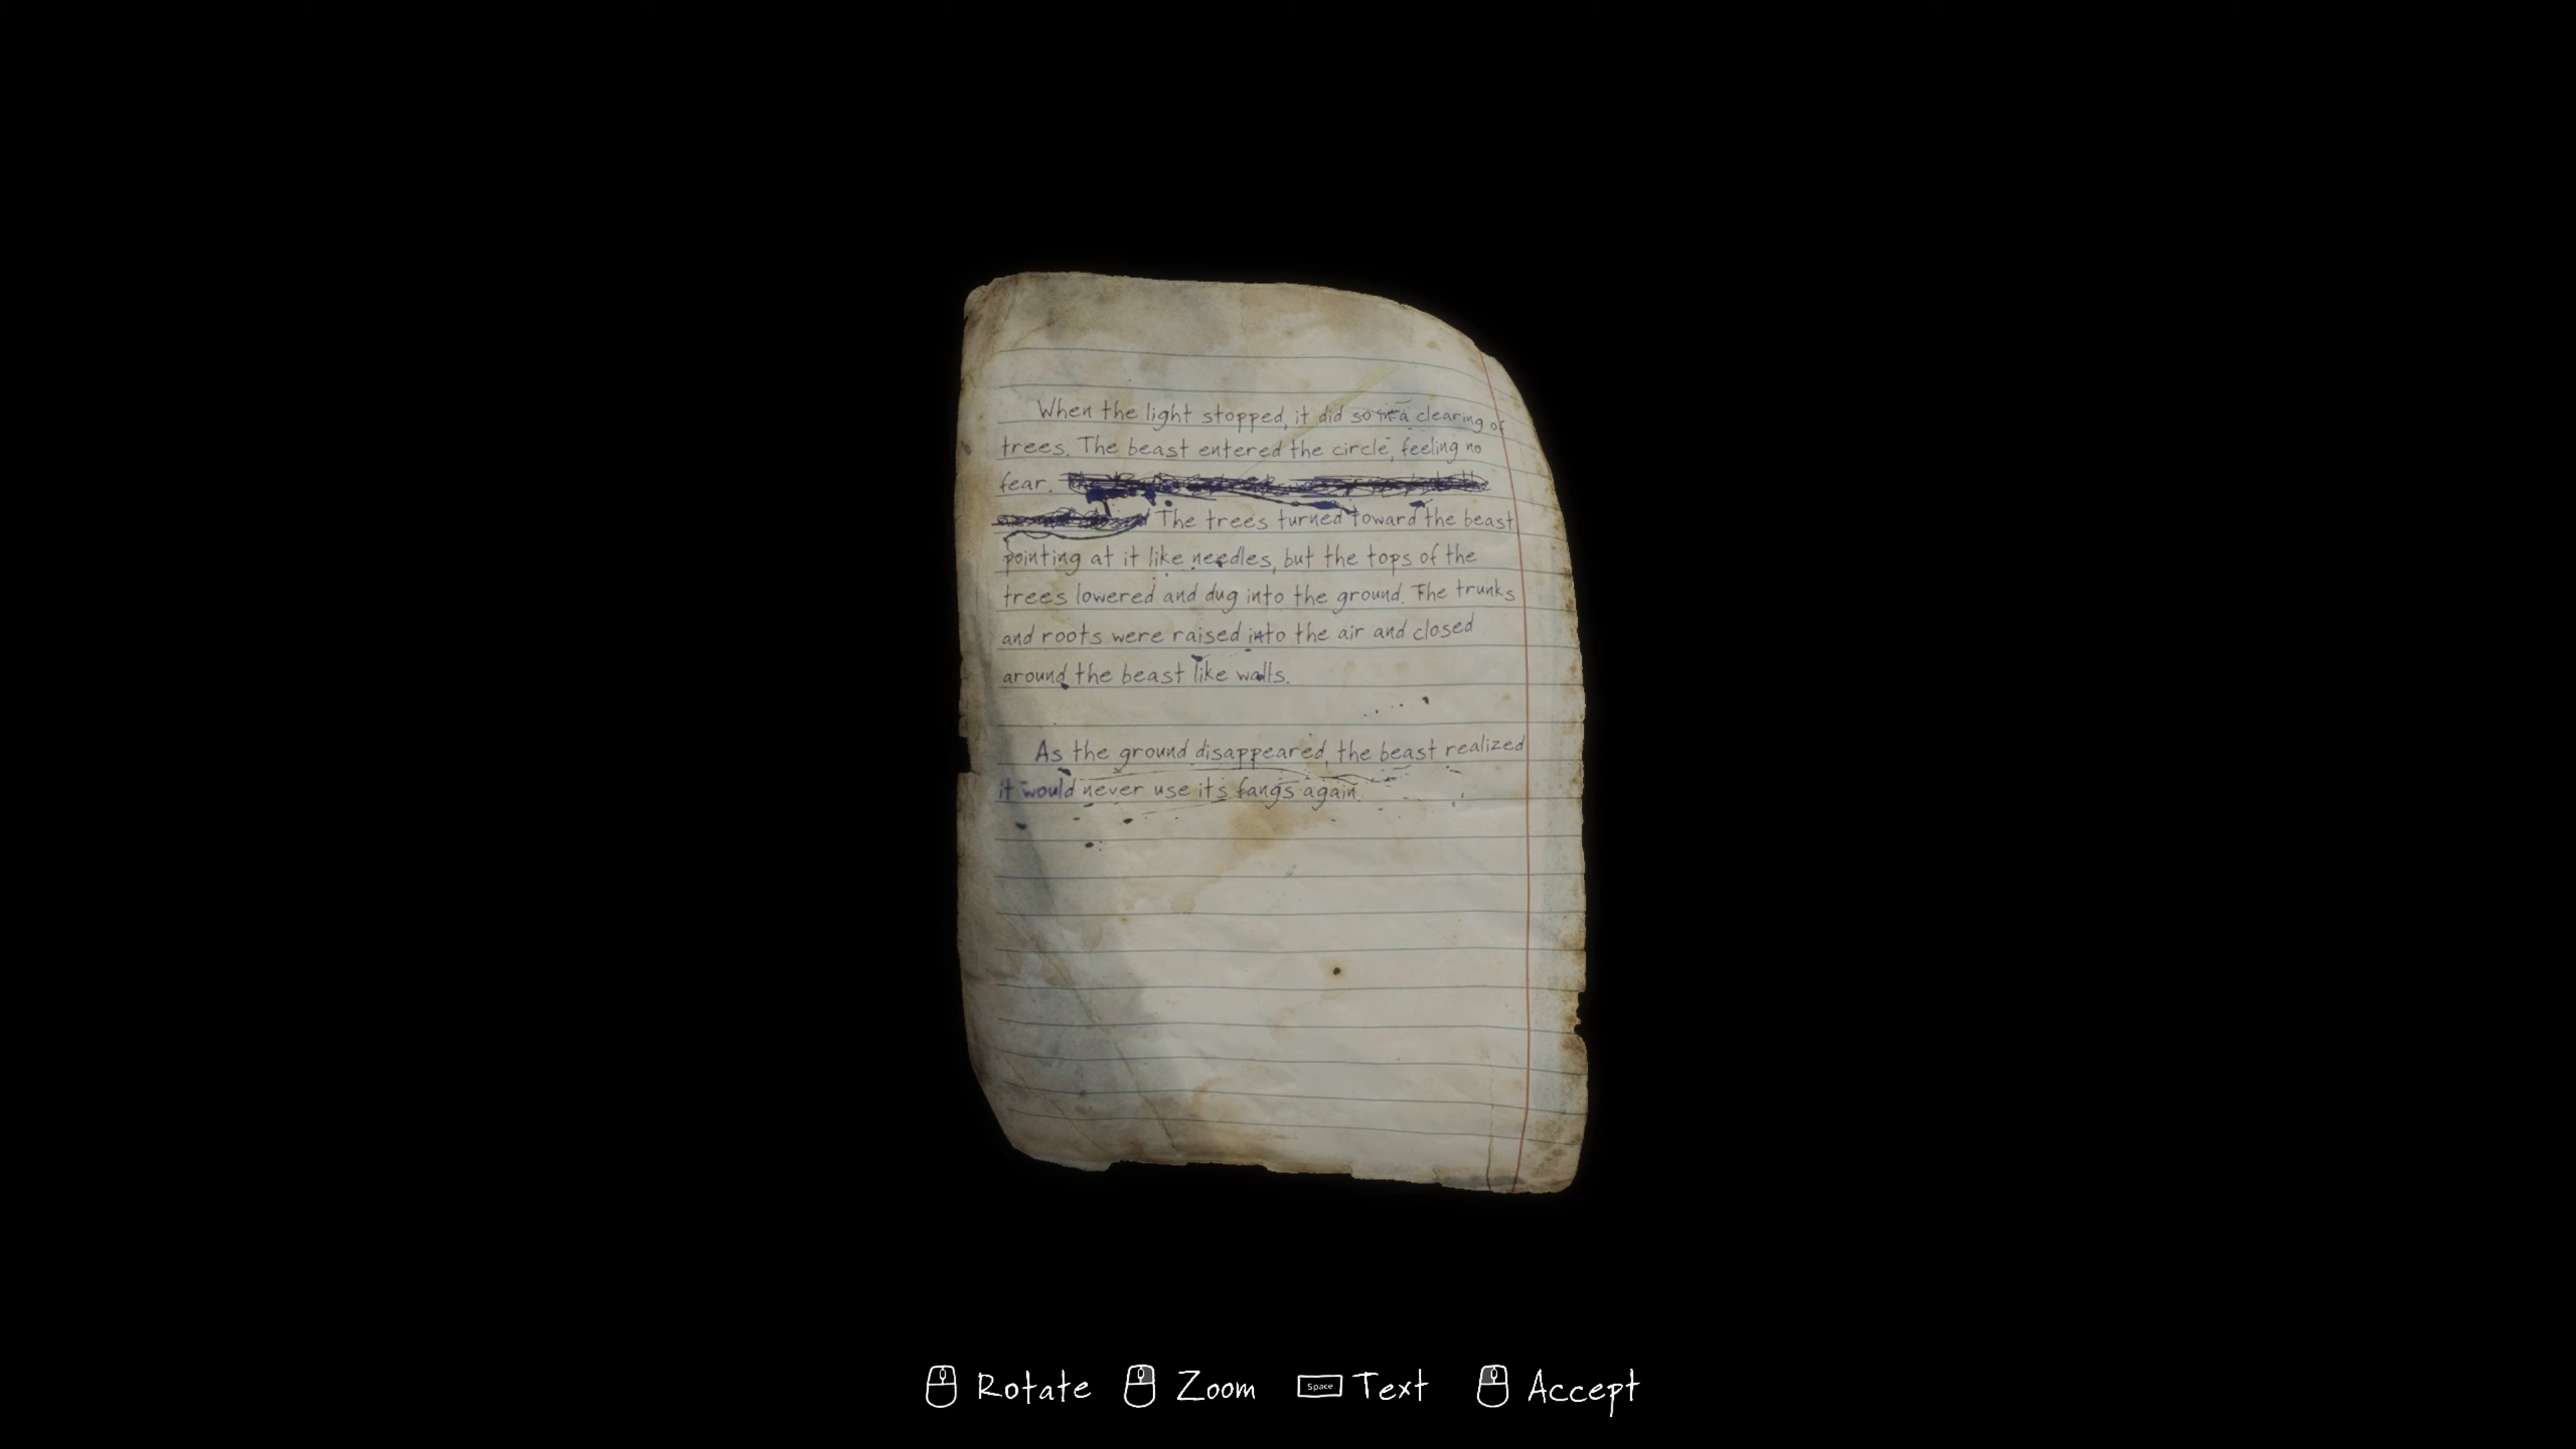 When the light stopped, it did so in a clearing of
trees. The beast entered the circle, feeling no
fear.
The trees turned toward the beast
pointing at it like needles, but the tops of the
trees lowered and dug into the ground. The trunks
and roots were raised into the air and closed
around the beast like walls.
As the ground disappeared, the beast realized
it would never use its fangs again.
Rotate Zoom Space Text Accept